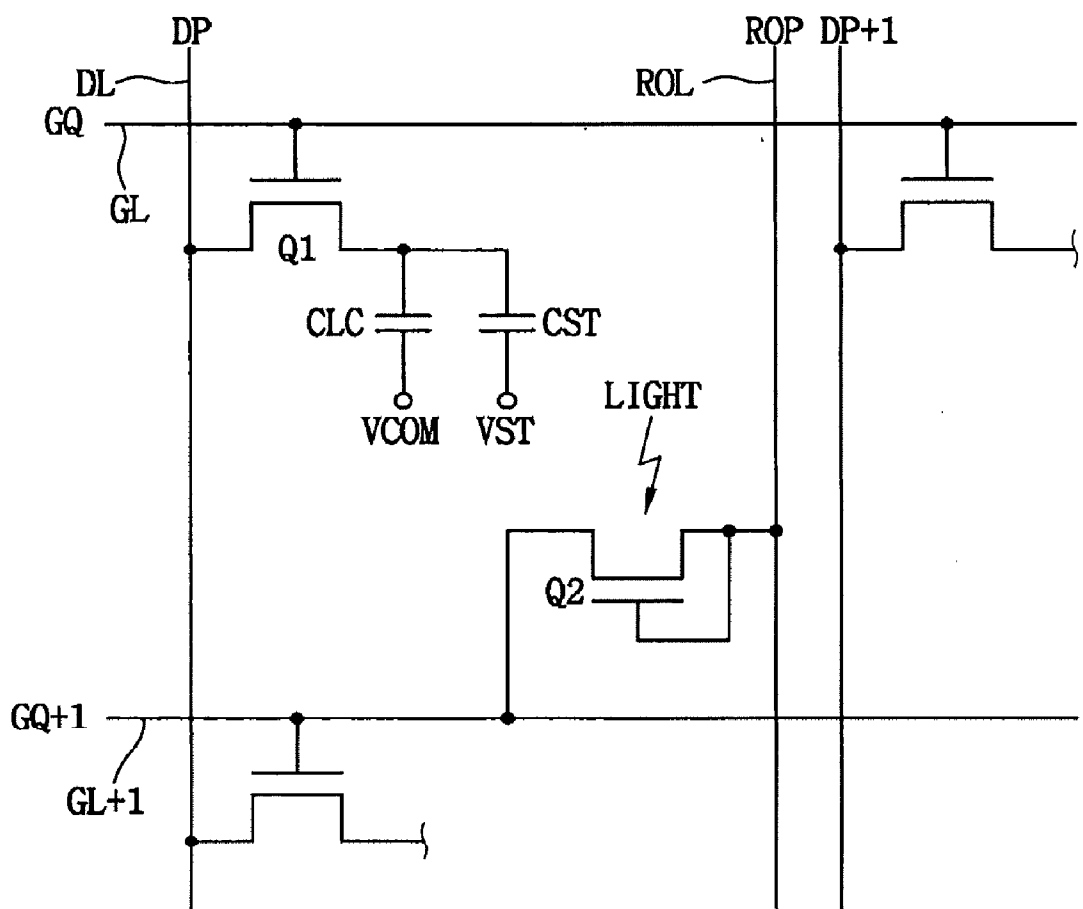 DP
ROP
DP+1
DL
ROL
GQ
GL
Q1
CLC
CST
LIGHT
VCOM
VST
Q2
GQ+1
GL+1